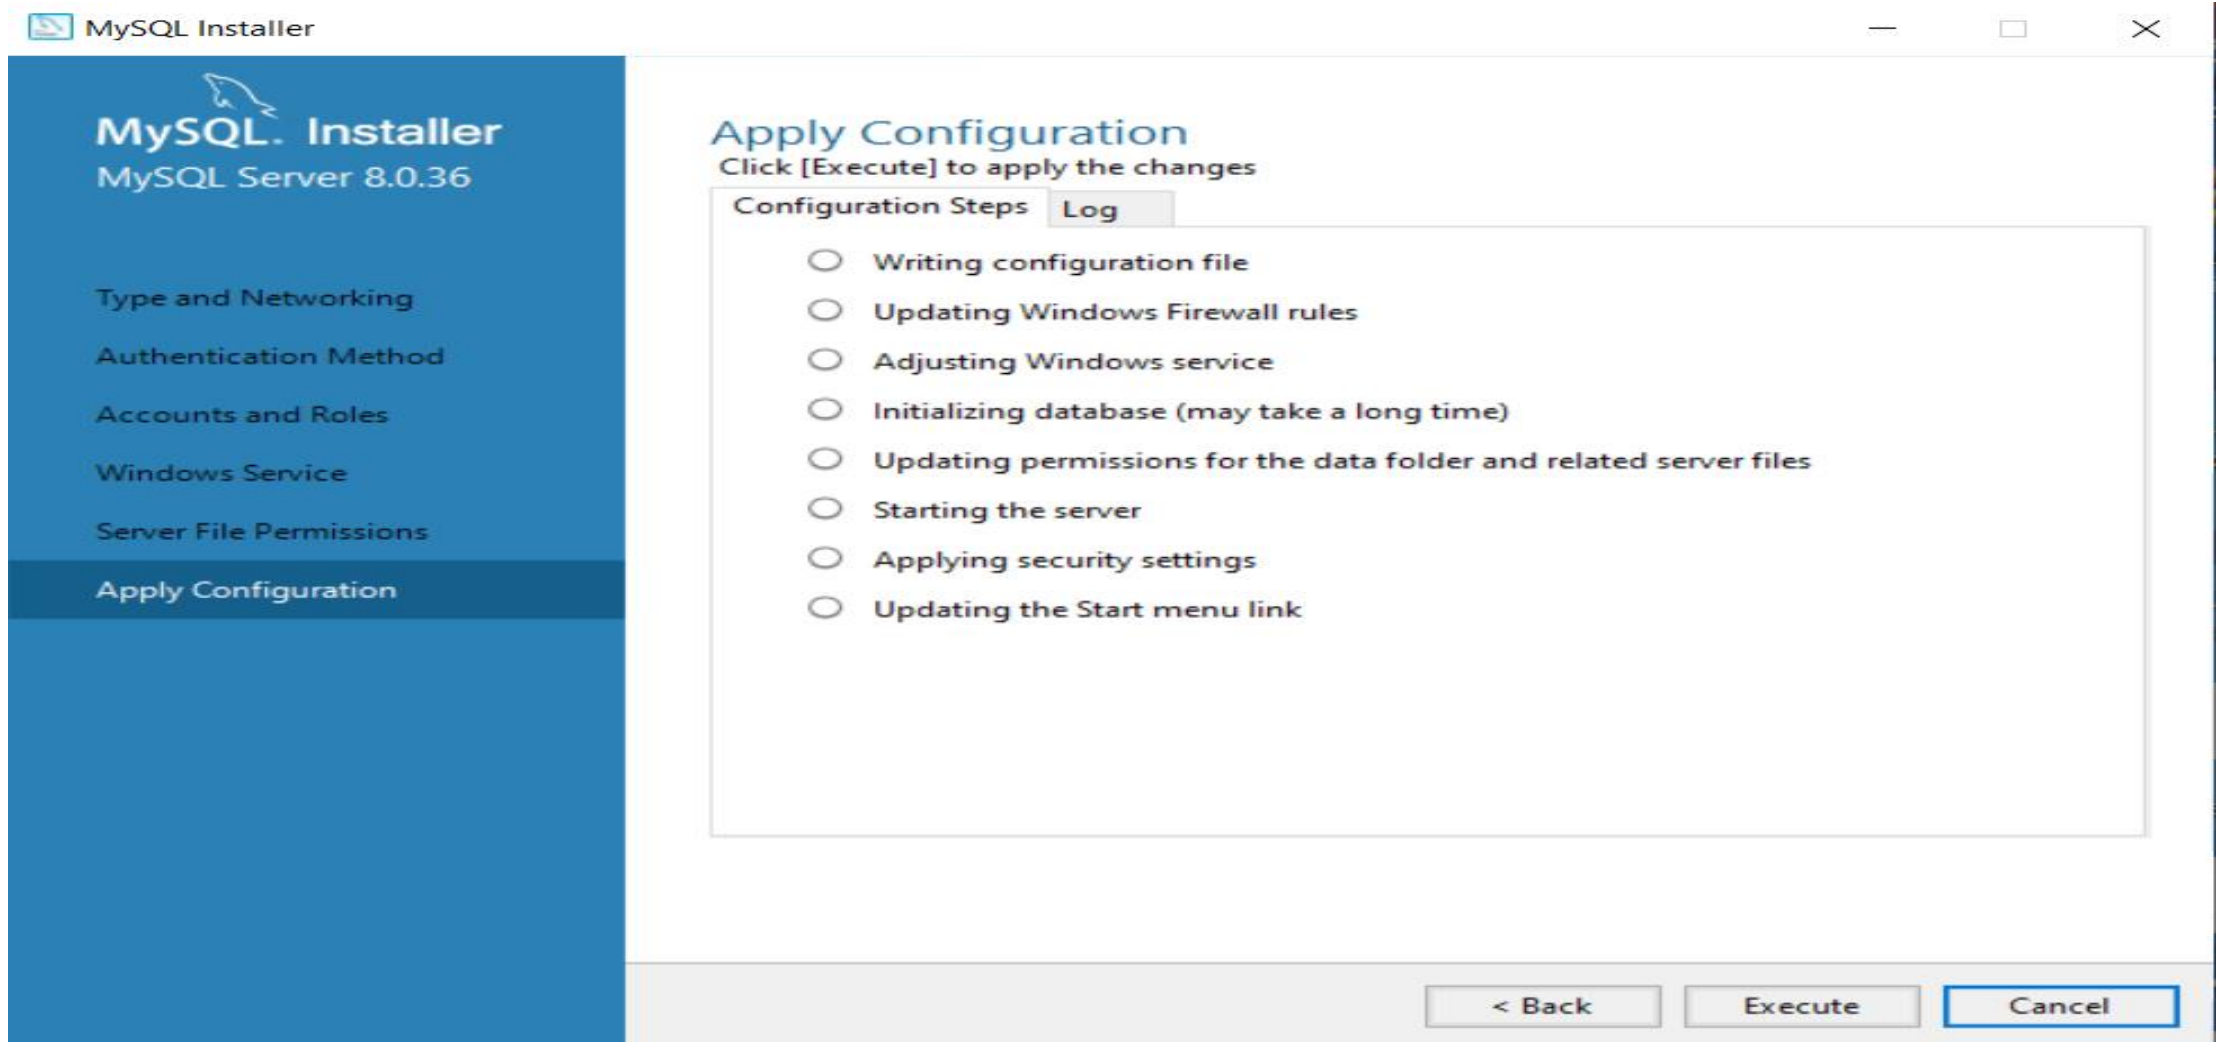 MySQL Installer
MySQL. Installer
MySQL Server 8.0.36
Type and Networking
Authentication Method
Accounts and Roles
Windows Service
Server File Permissions
Apply Configuration
Apply Configuration
Click [Execute] to apply the changes
Configuration Steps Log
Writing configuration file
Updating Windows Firewall rules
Adjusting Windows service
Initializing database (may take a long time)
Updating permissions for the data folder and related server files
Starting the server
Applying security settings
Updating the Start menu link
< Back Execute Cancel